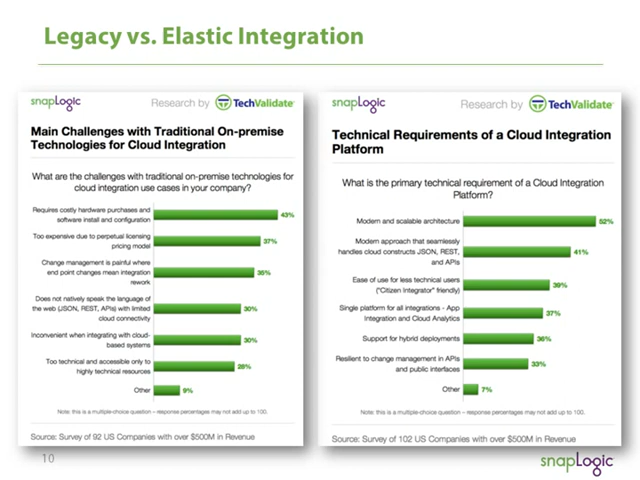 Legacy vs. Elastic Integration
snapLogic
Research by TechValidate
Main Challenges with Traditional On-premise
Technologies for Cloud Integration
What are the challenges with traditional on-premise technologies for
cloud integration use cases in your company?
Requires costly hardware purchases and
software install and configuration
43%
Too expensive due to perpetual licensing
pricing model
37%
Change management is painful where
end point changes mean integration
rework
35%
Does not natively speak the language of
the web (JSON, REST, APIs) with limited
cloud connectivity
30%
Inconvenient when integrating with cloud-
based systems
30%
Too technical and accessible only to
highly technical resources
28%
Other
9%
Note: this is a multiple-choice question – response percentages may not add up to 100.
Source: Survey of 92 US Companies with over $500M in Revenue
snapLogic
Research by TechValidate
Technical Requirements of a Cloud Integration
Platform
What is the primary technical requirement of a Cloud Integration
Platform?
Modern and scalable architecture
52%
Modern approach that seamlessly
handles cloud constructs JSON, REST,
and APIs
41%
Ease of use for less technical users
("Citizen Integrator" friendly)
39%
Single platform for all integrations - App
Integration and Cloud Analytics
37%
Support for hybrid deployments
36%
Resilient to change management in APIs
and public interfaces
33%
Other
7%
Note: this is a multiple-choice question – response percentages may not add up to 100.
Source: Survey of 102 US Companies with over $500M in Revenue
10
snapLogic